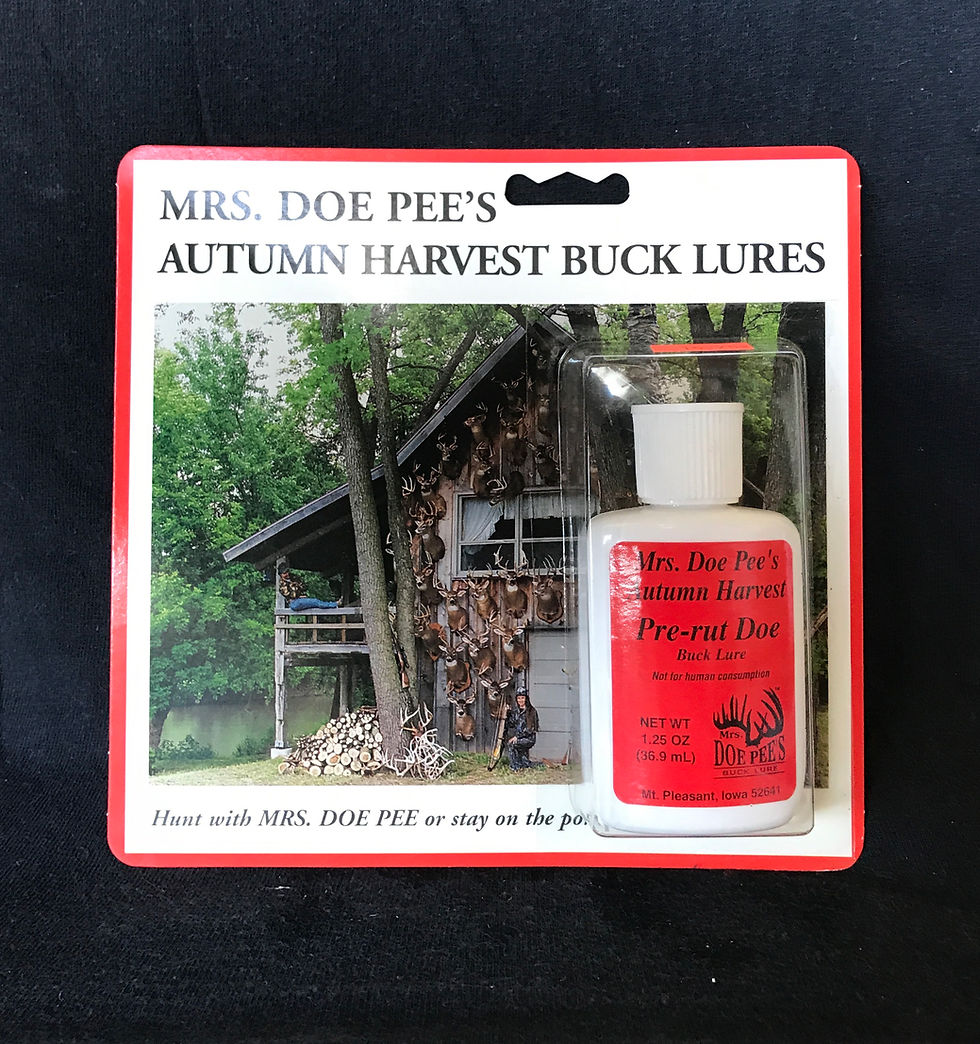 MRS. DOE PEE'S
AUTUMN HARVEST BUCK LURES
Mrs. Doe Pee's
Autumn Harvest
Pre-rut Doe
Buck Lure
Not for human consumption
NET WT
1.25 OZ
(36.9 mL)
Mrs.
DOE PEE'S
BUCK LURE
Mt. Pleasant, Iowa 52641
Hunt with MRS. DOE PEE or stay on the